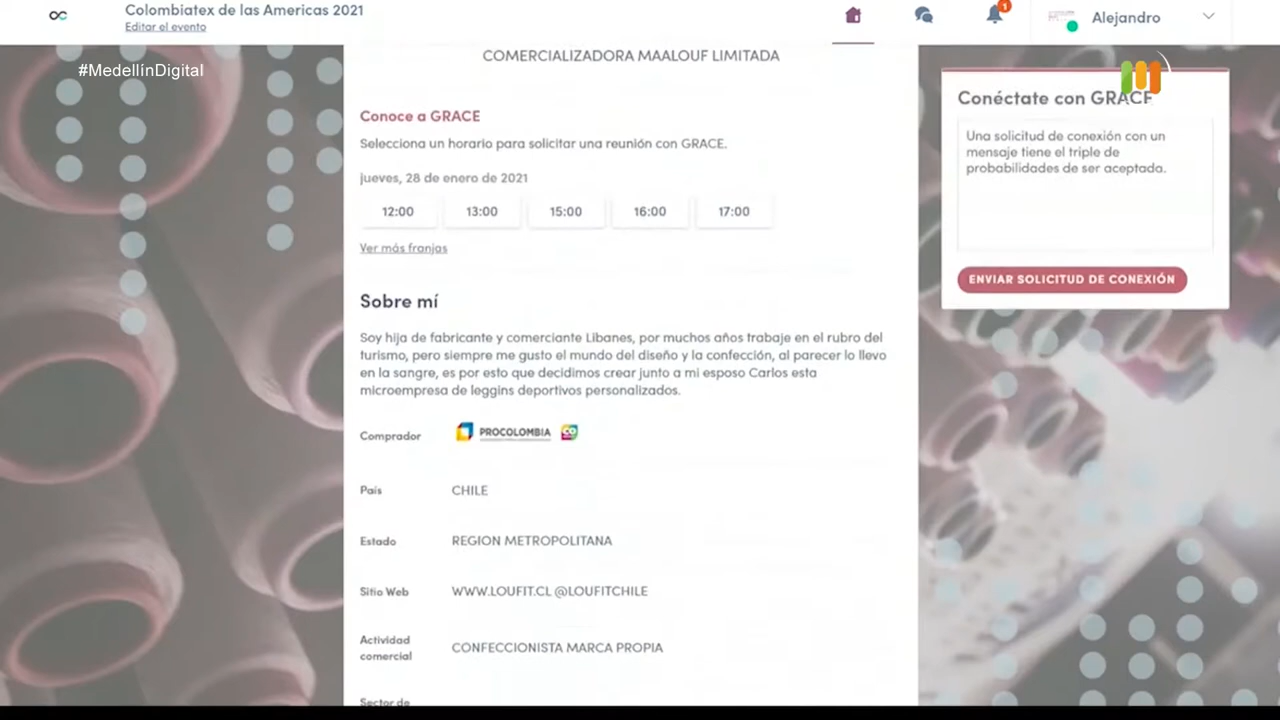 Colombiatex de las Americas 2021
Editar el evento
1
Alejandro
#MedellínDigital
COMERCIALIZADORA MAALOUF LIMITADA
Conoce a GRACE
Selecciona un horario para solicitar una reunión con GRACE.
jueves, 28 de enero de 2021
12:00 13:00 15:00 16:00 17:00
Ver más franjas
Sobre mí
Soy hija de fabricante y comerciante Libanes, por muchos años trabaje en el rubro del
turismo, pero siempre me gusto el mundo del diseño y la confección, al parecer lo llevo
en la sangre, es por esto que decidimos crear junto a mi esposo Carlos esta
microempresa de leggins deportivos personalizados.
Comprador PROCOLOMBIA CO
País CHILE
Estado REGION METROPOLITANA
Sitio Web WWW.LOUFIT.CL @LOUFITCHILE
Actividad
comercial CONFECCIONISTA MARCA PROPIA
Sector de
Conéctate con GRACE
Una solicitud de conexión con un
mensaje tiene el triple de
probabilidades de ser aceptada.
ENVIAR SOLICITUD DE CONEXIÓN